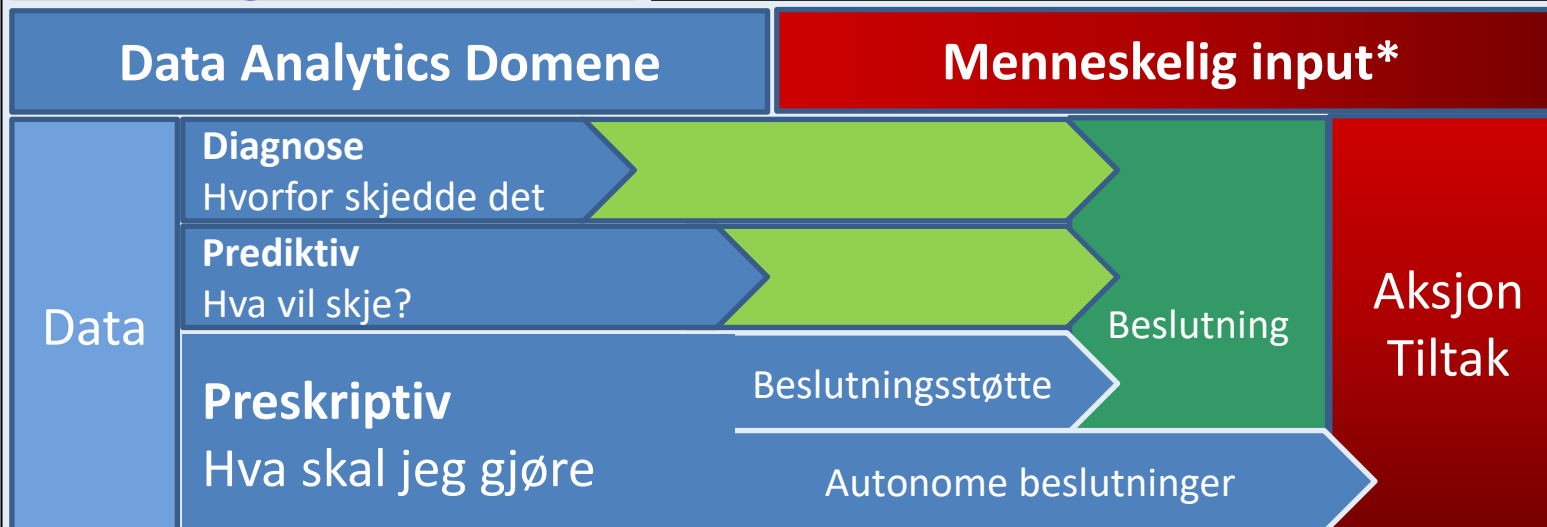 Data Analytics Domene
Menneskelig input*
Data
Diagnose
Hvorfor skjedde det
Prediktiv
Hva vil skje?
Preskriptiv
Hva skal jeg gjøre
Beslutningsstøtte
Autonome beslutninger
Beslutning
Aksjon
Tiltak